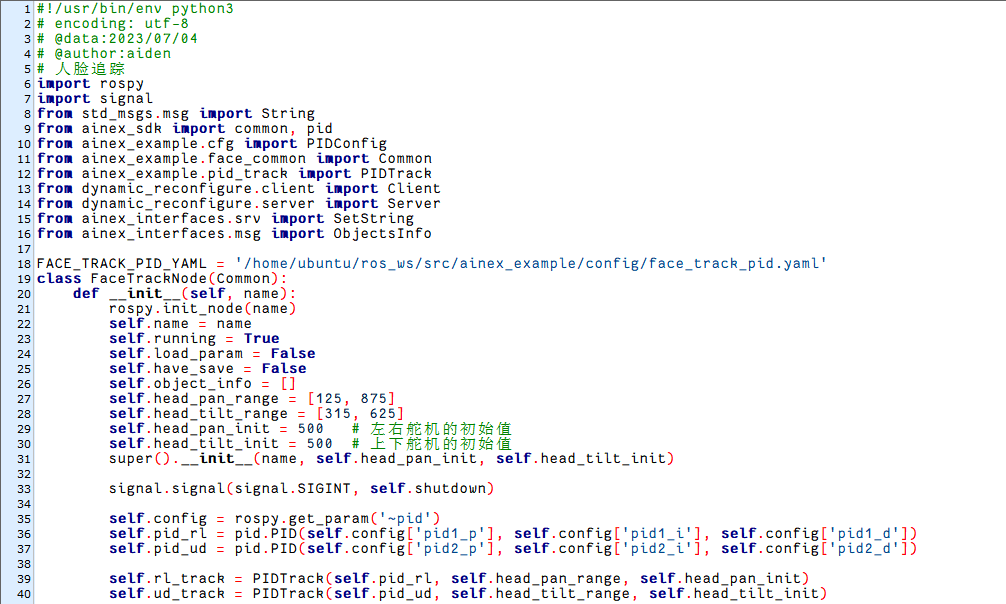 1 #!/usr/bin/env python3
2 # encoding: utf-8
3 # @data:2023/07/04
4 # @author:aiden
5 # 人脸追踪
6 import rospy
7 import signal
8 from std_msgs.msg import String
9 from ainex_sdk import common, pid
10 from ainex_example.cfg import PIDConfig
11 from ainex_example.face_common import Common
12 from ainex_example.pid_track import PIDTrack
13 from dynamic_reconfigure.client import Client
14 from dynamic_reconfigure.server import Server
15 from ainex_interfaces.srv import SetString
16 from ainex_interfaces.msg import ObjectsInfo
17
18 FACE_TRACK_PID_YAML = '/home/ubuntu/ros_ws/src/ainex_example/config/face_track_pid.yaml'
19 class FaceTrackNode(Common):
20     def __init__(self, name):
21         rospy.init_node(name)
22         self.name = name
23         self.running = True
24         self.load_param = False
25         self.have_save = False
26         self.object_info = []
27         self.head_pan_range = [125, 875]
28         self.head_tilt_range = [315, 625]
29         self.head_pan_init = 500   # 左右舵机的初始值
30         self.head_tilt_init = 500  # 上下舵机的初始值
31         super().__init__(name, self.head_pan_init, self.head_tilt_init)
32
33         signal.signal(signal.SIGINT, self.shutdown)
34
35         self.config = rospy.get_param('~pid')
36         self.pid_rl = pid.PID(self.config['pid1_p'], self.config['pid1_i'], self.config['pid1_d'])
37         self.pid_ud = pid.PID(self.config['pid2_p'], self.config['pid2_i'], self.config['pid2_d'])
38
39         self.rl_track = PIDTrack(self.pid_rl, self.head_pan_range, self.head_pan_init)
40         self.ud_track = PIDTrack(self.pid_ud, self.head_tilt_range, self.head_tilt_init)